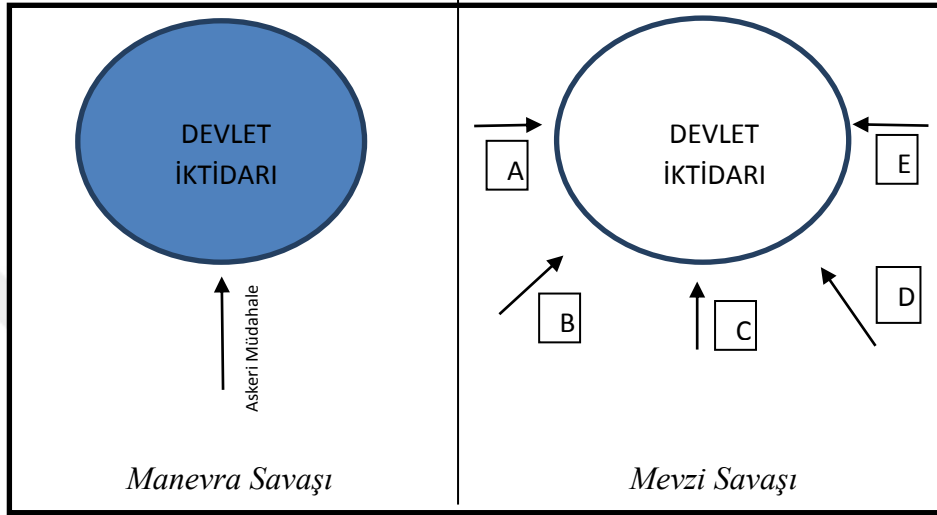 DEVLET
İKTİDARI
Askeri Müdahale
Manevra Savaşı
DEVLET
İKTİDARI
A
B
C
D
E
Mevzi Savaşı